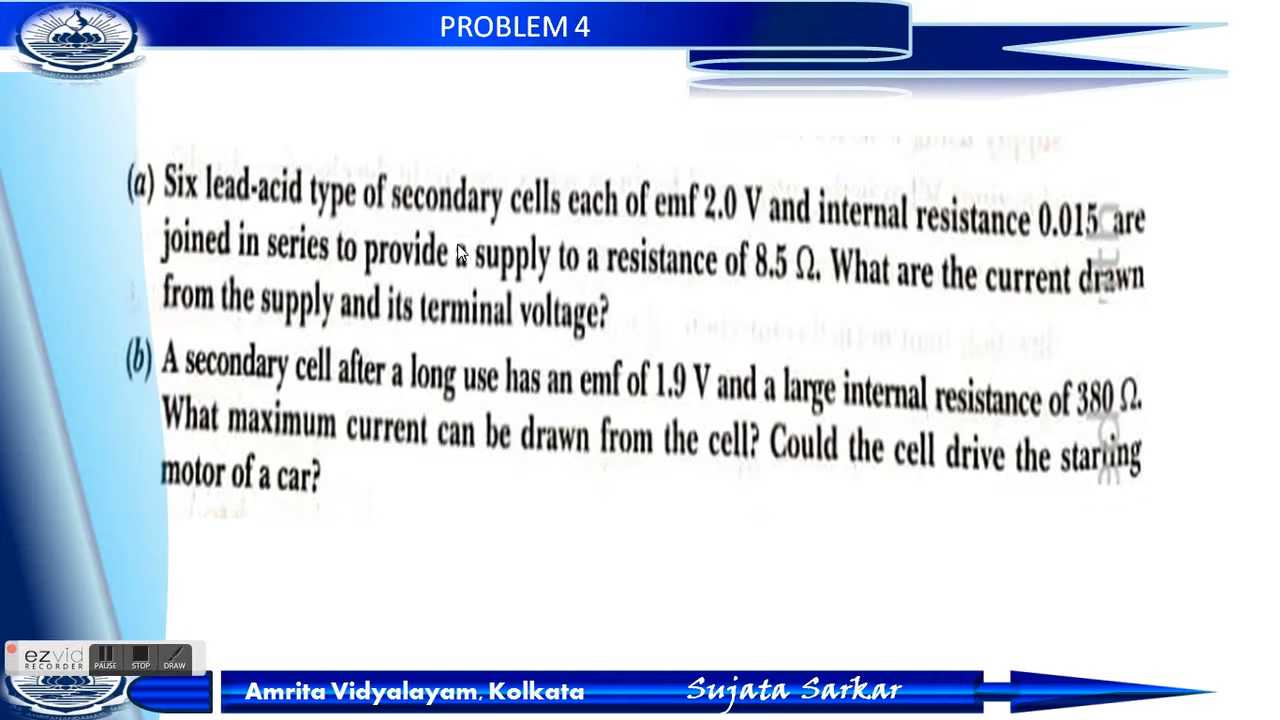 PROBLEM 4
(a) Six lead-acid type of secondary cells each of emf 2.0 V and internal resistance 0.015 are
joined in series to provide a supply to a resistance of 8.5 Ω. What are the current drawn
from the supply and its terminal voltage?
(b) A secondary cell after a long use has an emf of 1.9 V and a large internal resistance of 380 Ω.
What maximum current can be drawn from the cell? Could the cell drive the starting
motor of a car?
ezvid
RECORDER
PAUSE
STOP
DRAW
Amrita Vidyalayam, Kolkata
Sujata Sarkar